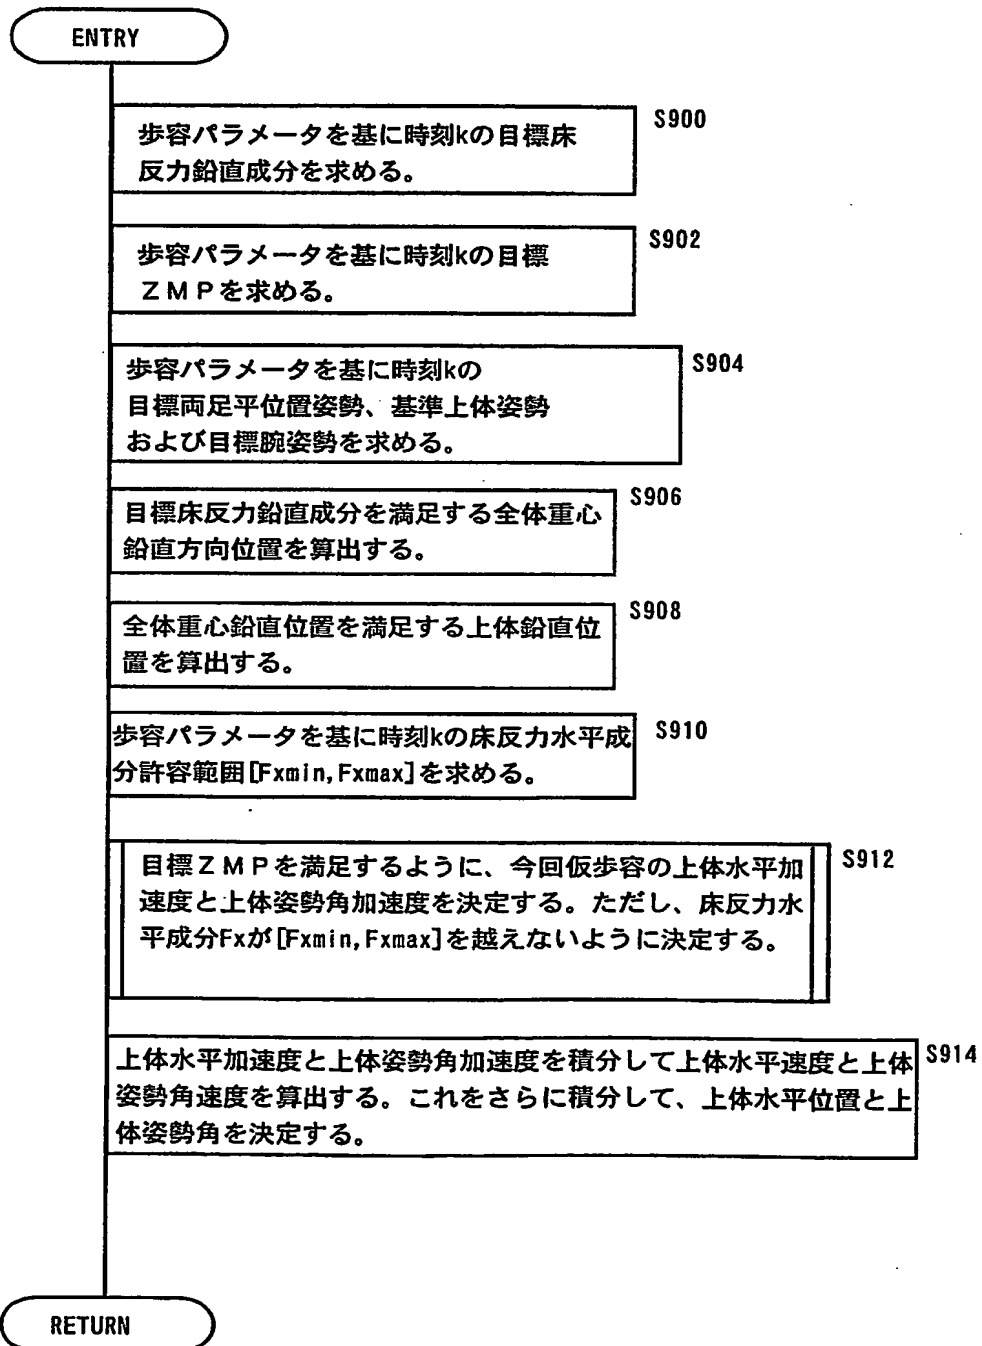 ENTRY
S900
歩容パラメータを基に時刻kの目標床
反力鉛直成分を求める。
S902
歩容パラメータを基に時刻kの目標
ＺＭＰを求める。
S904
歩容パラメータを基に時刻kの
目標両足平位置姿勢、基準上体姿勢
および目標腕姿勢を求める。
S906
目標床反力鉛直成分を満足する全体重心
鉛直方向位置を算出する。
S908
全体重心鉛直位置を満足する上体鉛直位
置を算出する。
S910
歩容パラメータを基に時刻kの床反力水平成
分許容範囲[Fxmin,Fxmax]を求める。
S912
目標ＺＭＰを満足するように、今回仮歩容の上体水平加
速度と上体姿勢角加速度を決定する。ただし、床反力水
平成分Fxが[Fxmin,Fxmax]を越えないように決定する。
S914
上体水平加速度と上体姿勢角加速度を積分して上体水平速度と上体
姿勢角速度を算出する。これをさらに積分して、上体水平位置と上
体姿勢角を決定する。
RETURN